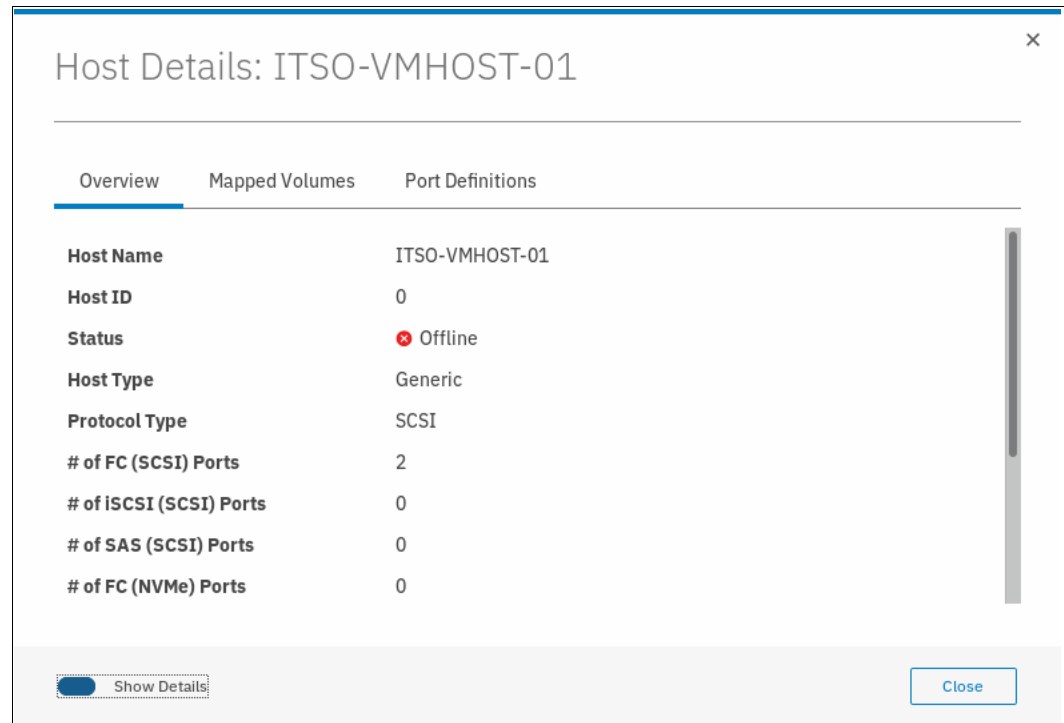 Host Details: ITSO-VMHOST-01
Overview Mapped Volumes Port Definitions
Host Name ITSO-VMHOST-01
Host ID 0
Status Offline
Host Type Generic
Protocol Type SCSI
# of FC (SCSI) Ports 2
# of iSCSI (SCSI) Ports 0
# of SAS (SCSI) Ports 0
# of FC (NVMe) Ports 0
Show Details Close